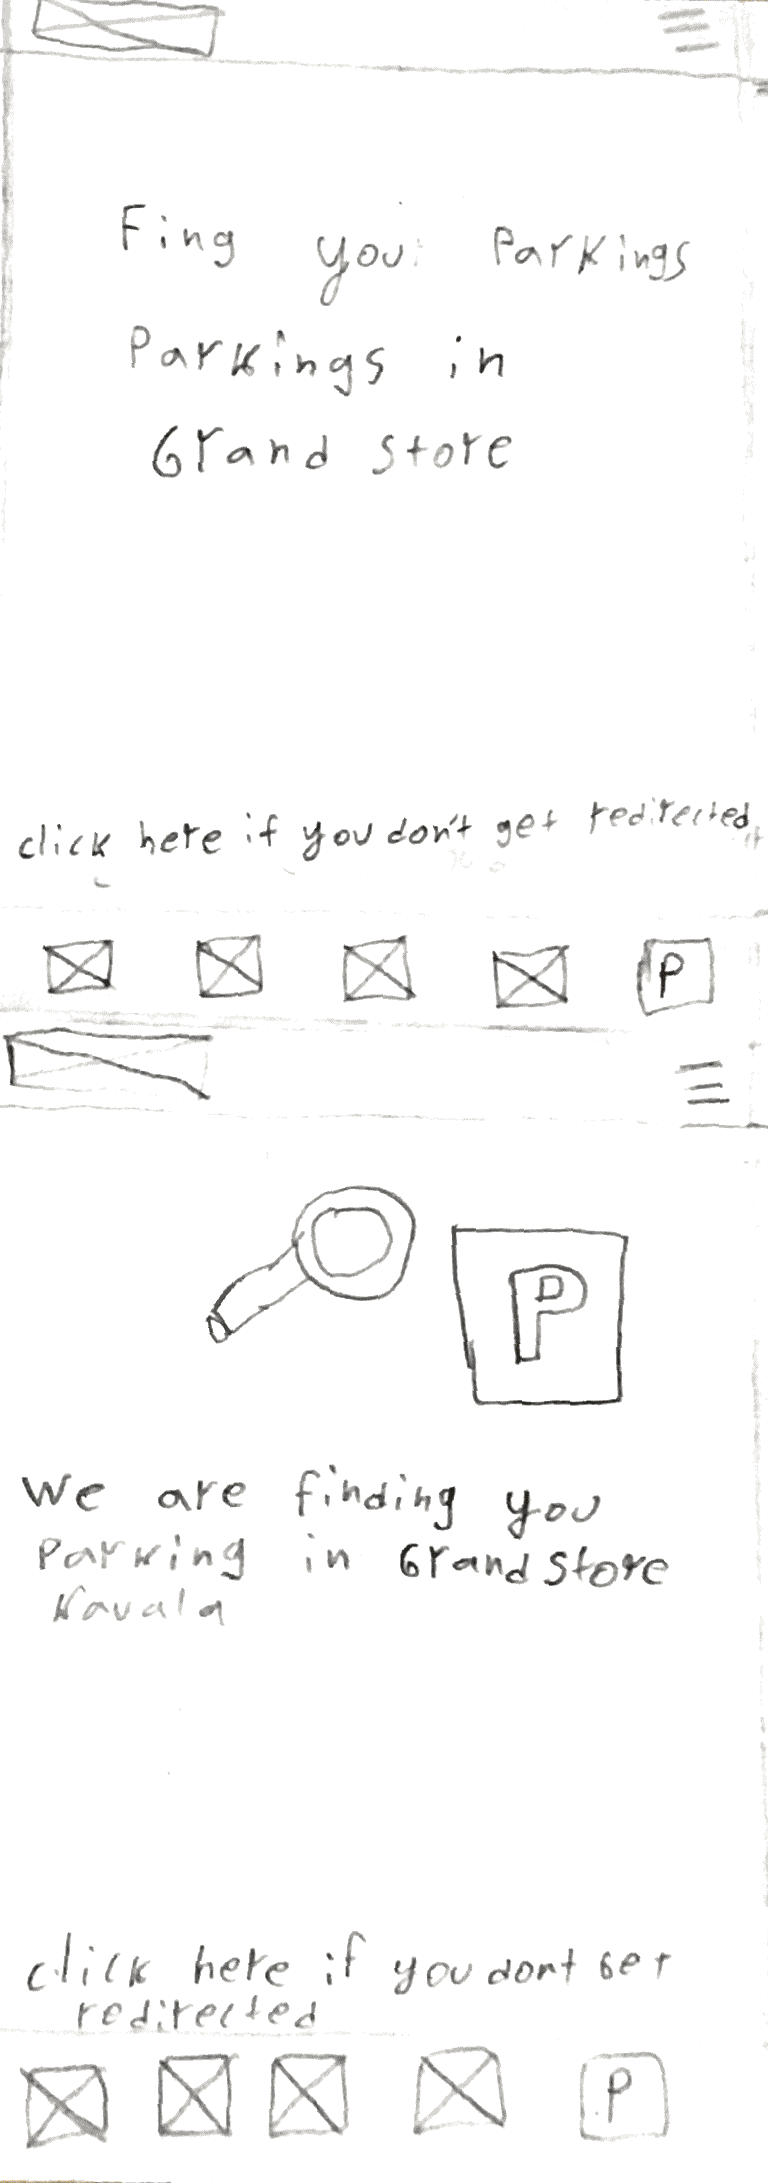 Fing you Parkings
Parkings in
Grand store
click here if you don't get redirected
P
P
We are finding you
Parking in Grand store
Kavala
click here if you dont get
redirected
P